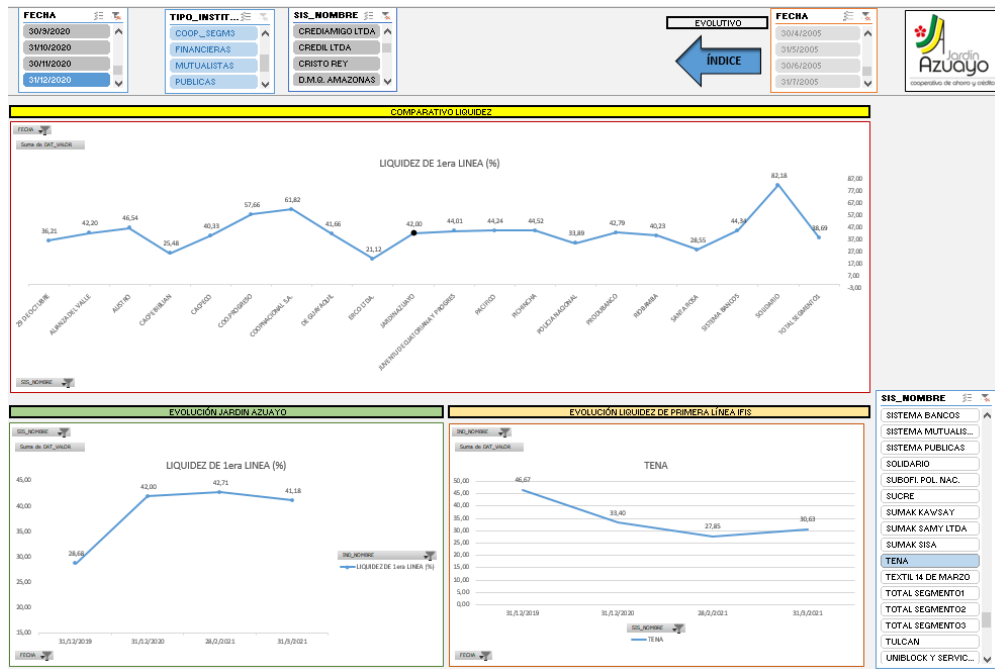 FECHA
30/9/2020
31/10/2020
30/11/2020
31/12/2020
TIPO_INSTIT...
COOP_SEGM3
FINANCIERAS
MUTUALISTAS
PUBLICAS
SIS_NOMBRE
CREDIAMIGO LTDA
CREDIL LTDA
CRISTO REY
D.M.Q. AMAZONAS
EVOLUTIVO
ÍNDICE
FECHA
30/4/2005
31/5/2005
30/6/2005
31/7/2005
Jardín
Azuayo
cooperativa de ahorro y crédito
COMPARATIVO LIQUIDEZ
FECHA
Suma de DAT_VALOR
LIQUIDEZ DE 1era LINEA (%)
36,21
42,20
46,54
25,48
40,33
57,66
61,82
41,66
21,12
42,00
44,01
44,24
44,52
33,89
42,79
40,23
28,55
44,34
82,18
38,69
87,00
77,00
67,00
57,00
47,00
37,00
27,00
17,00
7,00
-3,00
29 DE OCTUBRE
ALIANZA DEL VALLE
AUSTRO
CACPE BIBLIAN
CACPECO
COOPROGRESO
COOPNACIONAL S.A.
DE GUAYAQUIL
ERCO LTDA.
JARDIN AZUAYO
JUVENTUD ECUATORIANA Y PROGRES
PACIFICO
PICHINCHA
POLICIA NACIONAL
PRODUBANCO
RIOBAMBA
SANTA ROSA
SISTEMA BANCOS
SOLIDARIO
TOTAL SEGMENTO1
SIS_NOMBRE
EVOLUCIÓN JARDIN AZUAYO
SIS_NOMBRE
Suma de DAT_VALOR
LIQUIDEZ DE 1era LINEA (%)
45,00
40,00
35,00
30,00
25,00
20,00
15,00
28,68
42,00
42,71
41,18
31/12/2019
31/12/2020
28/2/2021
31/3/2021
IND_NOMBRE
LIQUIDEZ DE 1era LINEA (%)
FECHA
EVOLUCIÓN LIQUIDEZ DE PRIMERA LÍNEA IFIS
IND_NOMBRE
Suma de DAT_VALOR
TENA
50,00
45,00
40,00
35,00
30,00
25,00
20,00
15,00
10,00
5,00
0,00
46,67
33,40
27,85
30,63
31/12/2019
31/12/2020
28/2/2021
31/3/2021
SIS_NOMBRE
TENA
FECHA
SIS_NOMBRE
SISTEMA BANCOS
SISTEMA MUTUALIS...
SISTEMA PUBLICAS
SOLIDARIO
SUBOFI. POL. NAC.
SUCRE
SUMAK KAWSAY
SUMAK SAMY LTDA
SUMAK SISA
TENA
TEXTIL 14 DE MARZO
TOTAL SEGMENTO1
TOTAL SEGMENTO2
TOTAL SEGMENTO3
TULCAN
UNIBLOCK Y SERVIC...